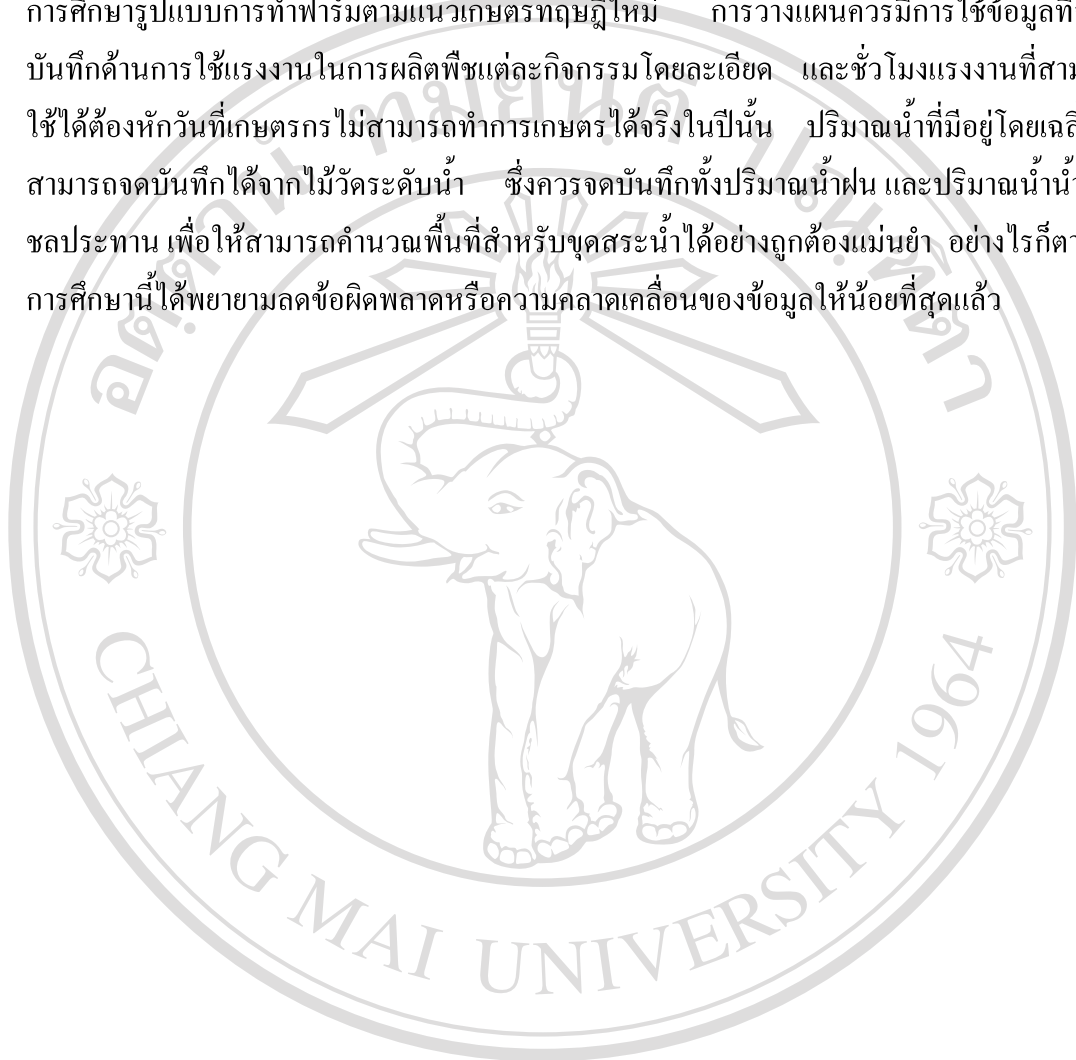 การศึกษารูปแบบการทำฟาร์มตามแนวเกษตรทฤษฎีใหม่ การวางแผนควรมีการใช้ข้อมูลที่
บันทึกด้านการใช้แรงงานในการผลิตพืชแต่ละกิจกรรมโดยละเอียด และชั่วโมงแรงงานที่
ใช้ได้ต้องหักวันที่เกษตรกรไม่สามารถทำการเกษตรได้จริงในปีนั้น ปริมาณน้ำที่มีอยู่
สามารถจดบันทึกได้จากไม้วัดระดับน้ำ ซึ่งควรจดบันทึกทั้งปริมาณน้ำฝน และปริมาณน้ำ
ชลประทาน เพื่อให้สามารถคำนวณพื้นที่สำหรับขุดสระน้ำได้อย่างถูกต้องแม่นยำ อย่างไรก็
การศึกษานี้ได้พยายามลดข้อผิดพลาดหรือความคลาดเคลื่อนของข้อมูลให้น้อยที่สุดแล้ว
อตฺตานํ ทมยนฺติ ปณฺฑิตา
CHIANG MAI UNIVERSITY 1964